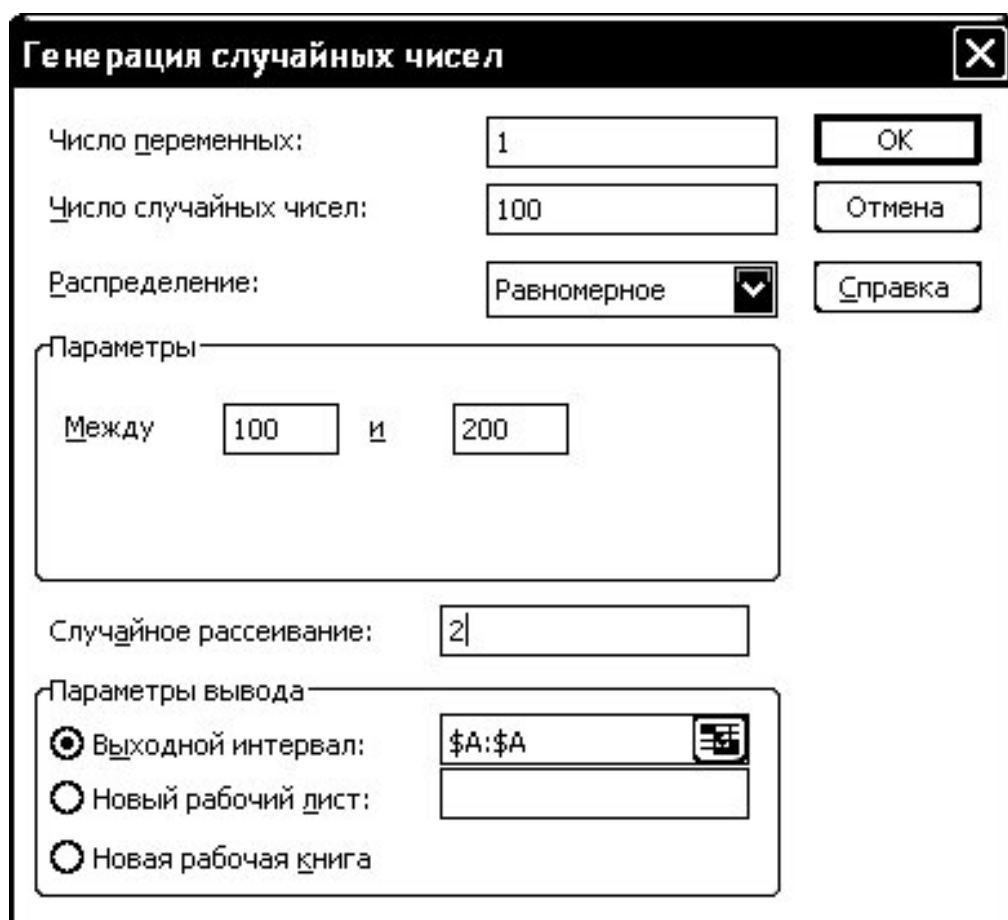 Генерация случайных чисел
Число переменных: 1 OK
Число случайных чисел: 100 Отмена
Распределение: Равномерное Справка
Параметры
Между 100 и 200
Случайное рассеивание: 2
Параметры вывода
Выходной интервал: $A:$A
Новый рабочий лист:
Новая рабочая книга